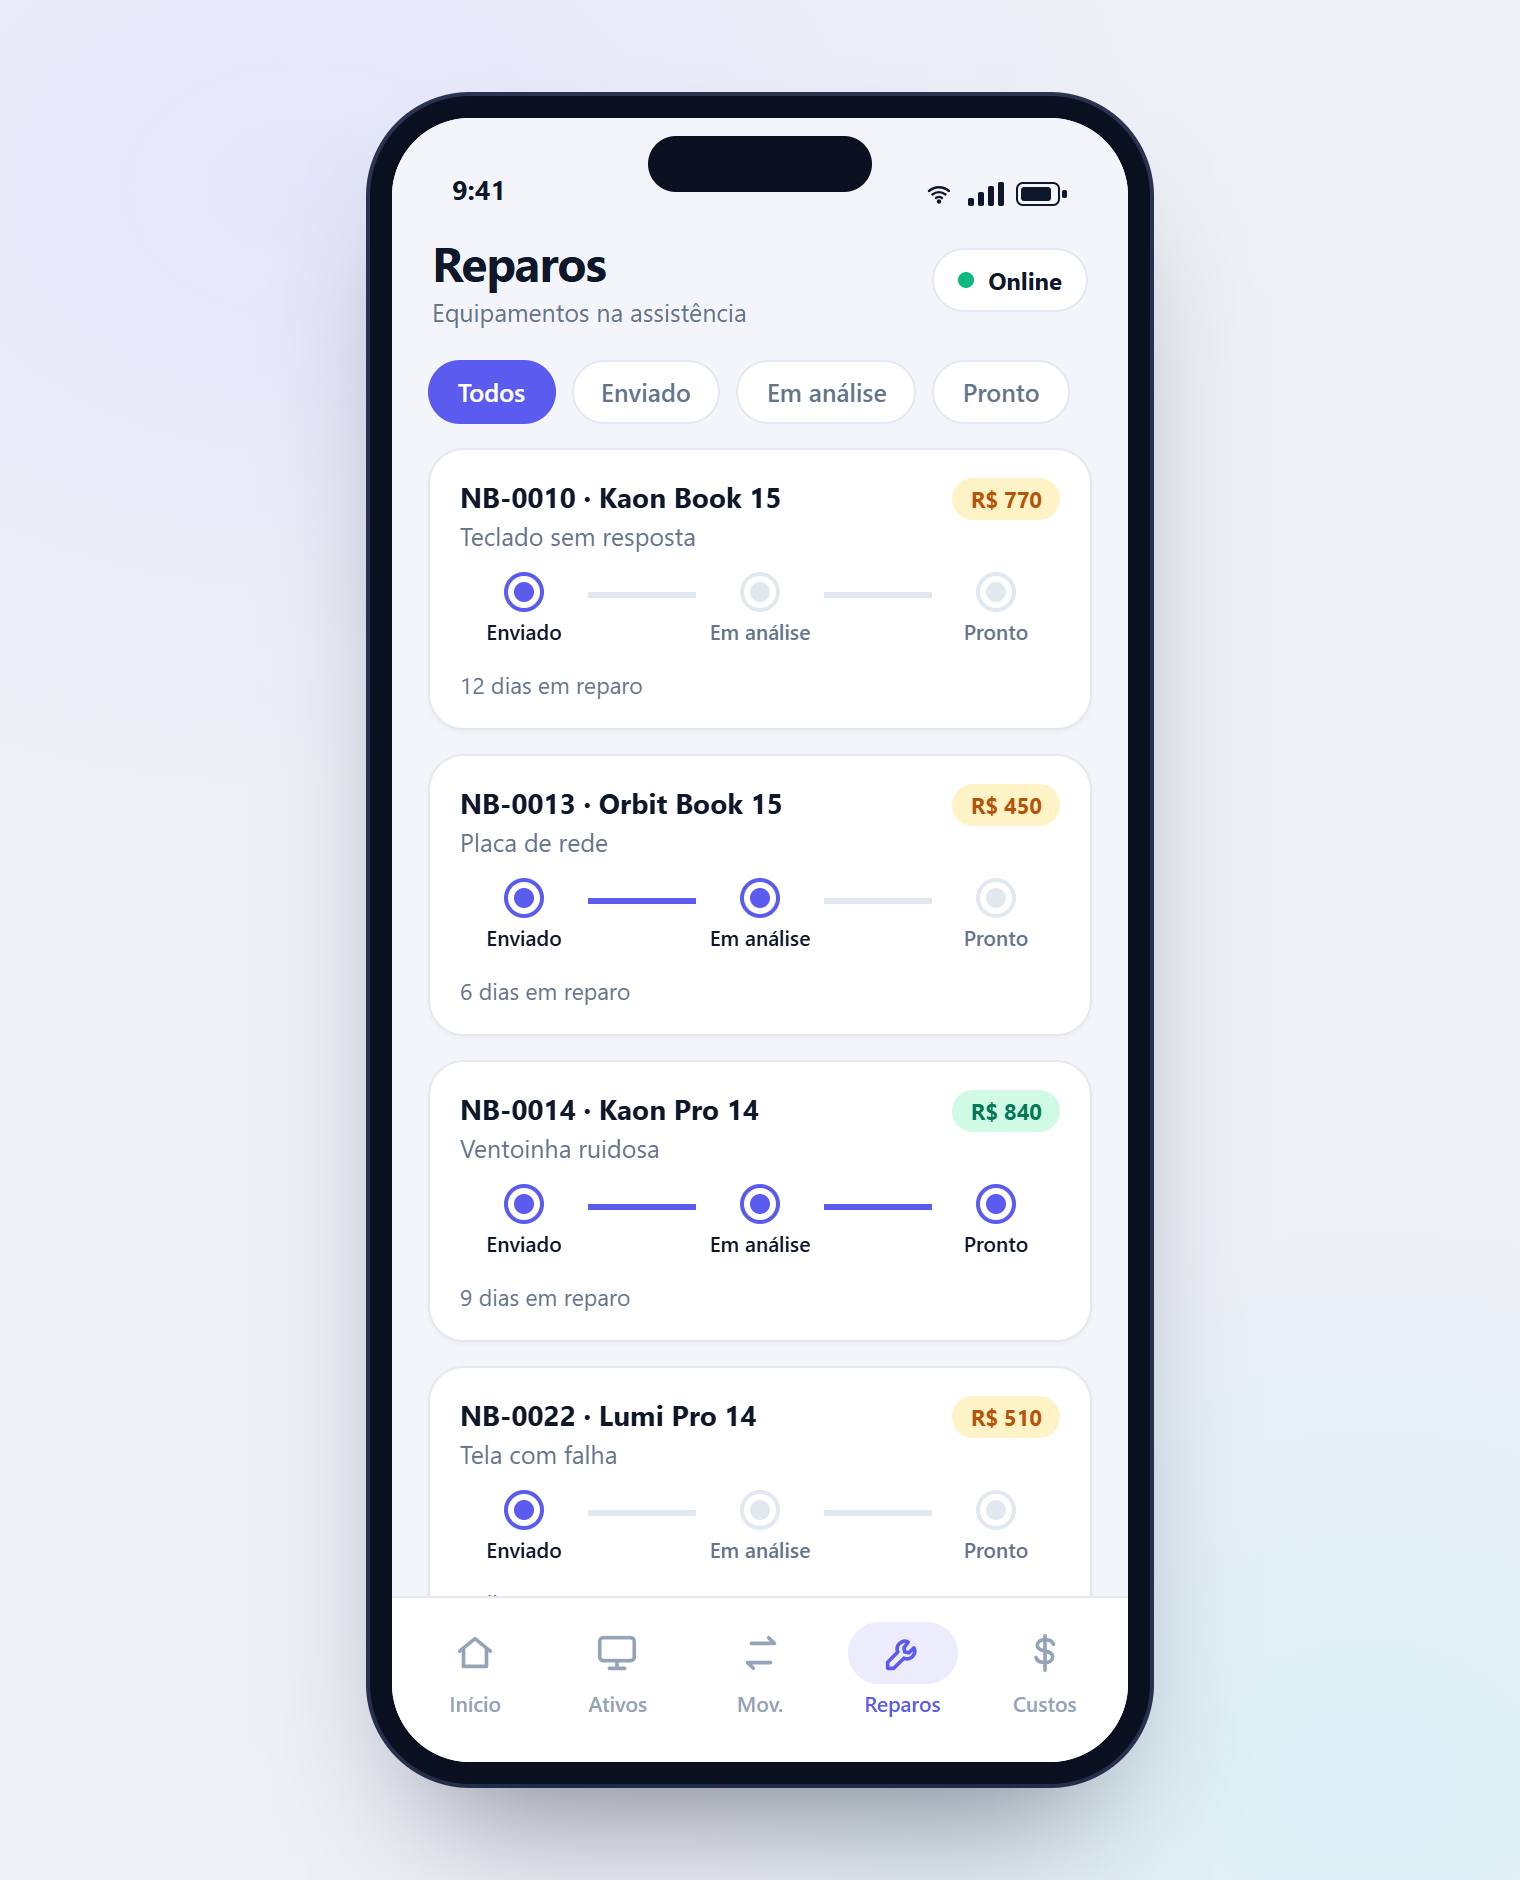 9:41
Reparos
Equipamentos na assistência
Online
Todos
Enviado
Em análise
Pronto
NB-0010 · Kaon Book 15
R$ 770
Teclado sem resposta
Enviado
Em análise
Pronto
12 dias em reparo
NB-0013 · Orbit Book 15
R$ 450
Placa de rede
Enviado
Em análise
Pronto
6 dias em reparo
NB-0014 · Kaon Pro 14
R$ 840
Ventoinha ruidosa
Enviado
Em análise
Pronto
9 dias em reparo
NB-0022 · Lumi Pro 14
R$ 510
Tela com falha
Enviado
Em análise
Pronto
Início
Ativos
Mov.
Reparos
Custos